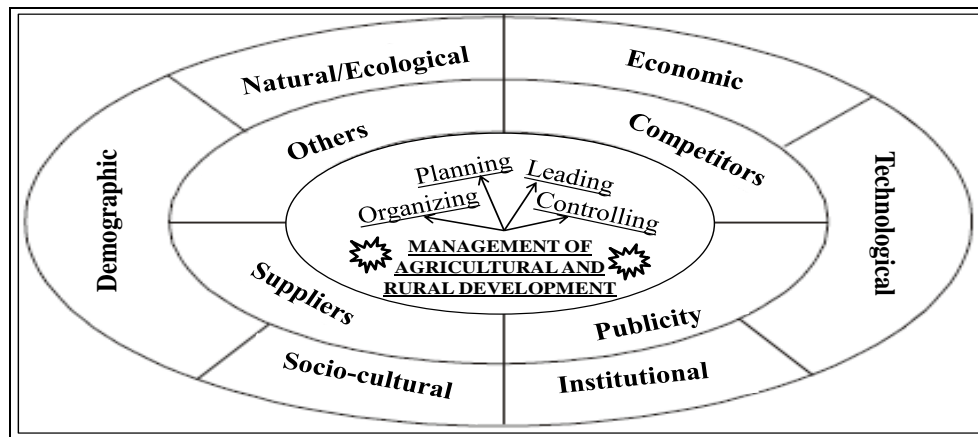 Natural/Ecological
Economic
Others
Competitors
Demographic
Technological
Planning
Leading
Organizing
Controlling
MANAGEMENT OF
AGRICULTURAL AND
RURAL DEVELOPMENT
Suppliers
Publicity
Socio-cultural
Institutional